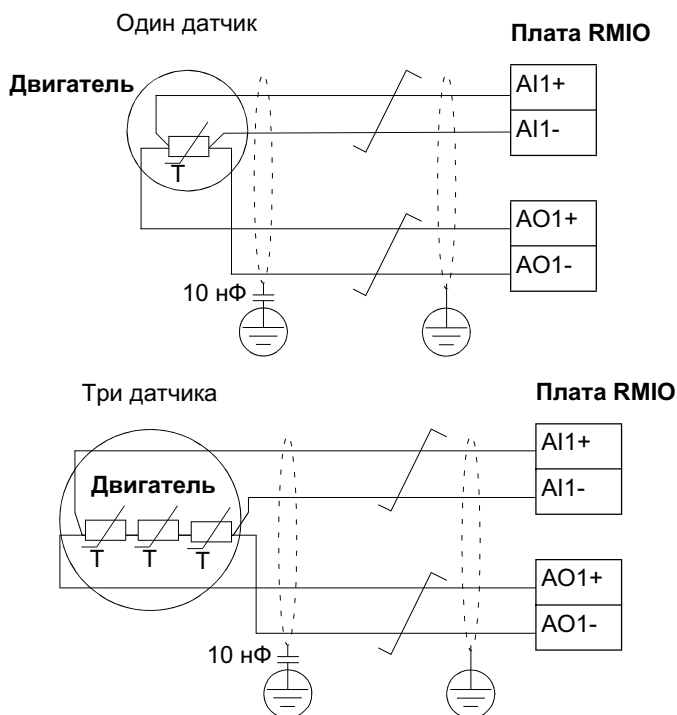 Один датчик
Плата RMIO
Двигатель
AI1+
AI1-
T
AO1+
AO1-
10 нФ
Три датчика
Плата RMIO
AI1+
AI1-
Двигатель
T T T
AO1+
AO1-
10 нФ